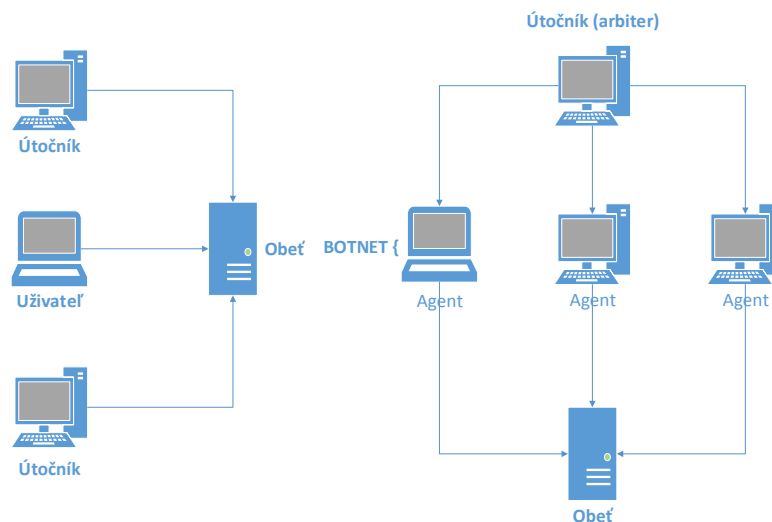 Útočník
Užívateľ
Útočník
Obeť
Útočník (arbiter)
BOTNET {
Agent
Agent
Agent
Obeť